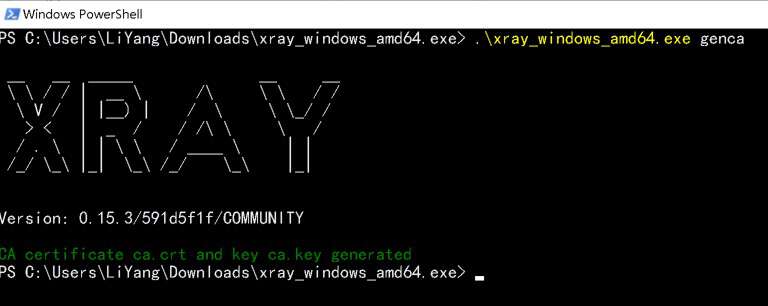 Windows PowerShell
PS C:\Users\LiYang\Downloads\xray_windows_amd64.exe> .\xray_windows_amd64.exe genca
XRAY
Version: 0.15.3/591d5f1f/COMMUNITY
CA certificate ca.crt and key ca.key generated
PS C:\Users\LiYang\Downloads\xray_windows_amd64.exe>